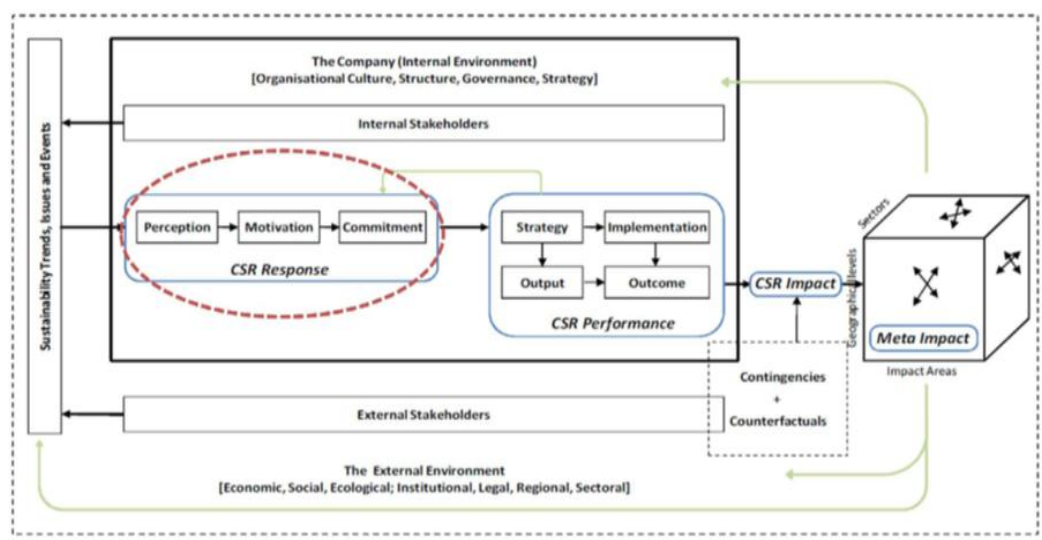 The Company (Internal Environment)
[Organisational Culture, Structure, Governance, Strategy]
Internal Stakeholders
Sustainability Trends, Issues and Events
Perception
Motivation
Commitment
CSR Response
Strategy
Implementation
Output
Outcome
CSR Performance
CSR Impact
Sectors
Geographical levels
Meta Impact
Impact Areas
Contingencies
+
Counterfactuals
External Stakeholders
The External Environment
[Economic, Social, Ecological; Institutional, Legal, Regional, Sectoral]